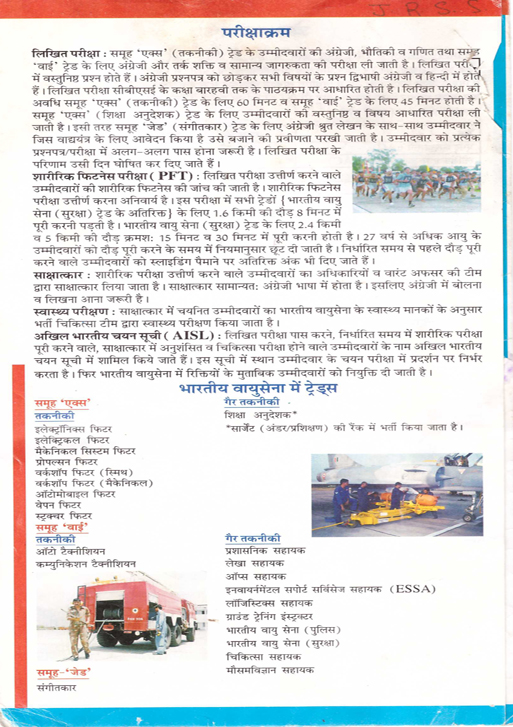 परीक्षाक्रम
लिखित परीक्षा : समूह ‘एक्स’ (तकनीकी) ट्रेड के उम्मीदवारों की अंग्रेजी, भौतिकी व गणित तथा समूह
‘वाई’ ट्रेड के लिए अंग्रेजी और तर्क शक्ति व सामान्य जागरुकता की परीक्षा ली जाती है। लिखित परी
में वस्तुनिष्ठ प्रश्न होते हैं। अंग्रेजी प्रश्नपत्र को छोड़कर सभी विषयों के प्रश्न द्विभाषी अंग्रेजी व हिन्दी में होते
हैं। लिखित परीक्षा सीबीएसई के कक्षा बारहवी तक के पाठयक्रम पर आधारित होती है। लिखित परीक्षा की
अवधि समूह ‘एक्स’ (तकनीकी) ट्रेड के लिए 60 मिनट व समूह ‘वाई’ ट्रेड के लिए 45 मिनट होती है।
समूह ‘एक्स’ (शिक्षा अनुदेशक) ट्रेड के लिए उम्मीदवारों की वस्तुनिष्ठ व विषय आधारित परीक्षा ली
जाती है। इसी तरह समूह ‘जेड’ (संगीतकार) ट्रेड के लिए अंग्रेजी श्रुत लेखन के साथ-साथ उम्मीदवार ने
जिस वाद्ययंत्र के लिए आवेदन किया है उसे बजाने की प्रवीणता परखी जाती है। उम्मीदवार को प्रत्येक
प्रश्नपत्र/परीक्षा में अलग-अलग पास होना जरूरी है। लिखित परीक्षा के
परिणाम उसी दिन घोषित कर दिए जाते हैं।
शारीरिक फिटनेस परीक्षा ( PFT) : लिखित परीक्षा उत्तीर्ण करने वाले
उम्मीदवारों की शारीरिक फिटनेस की जांच की जाती है। शारीरिक फिटनेस
परीक्षा उत्तीर्ण करना अनिवार्य है। इस परीक्षा में सभी ट्रेडों [ भारतीय वायु
सेना (सुरक्षा) ट्रेड के अतिरिक्त] के लिए 1.6 किमी की दौड़ 8 मिनट में
पूरी करनी पड़ती है। भारतीय वायु सेना (सुरक्षा) ट्रेड के लिए 2.4 किमी
व 5 किमी की दौड़ क्रमश: 15 मिनट व 30 मिनट में पूरी करनी होती है। 27 वर्ष से अधिक आयु के
उम्मीदवारों को दौड़ पूरी करने के समय में नियमानुसार छूट दी जाती है। निर्धारित समय से पहले दौड़ पूरी
करने वाले उम्मीदवारों को स्लाइडिंग पैमाने पर अतिरिक्त अंक भी दिए जाते हैं।
साक्षात्कार : शारीरिक परीक्षा उत्तीर्ण करने वाले उम्मीदवारों का अधिकारियों व वारंट अफसर की टीम
द्वारा साक्षात्कार लिया जाता है। साक्षात्कार सामान्यत: अंग्रेजी भाषा में होता है। इसलिए अंग्रेजी में बोलना
व लिखना आना जरूरी है।
स्वास्थ्य परीक्षण : साक्षात्कार में चयनित उम्मीदवारों का भारतीय वायुसेना के स्वास्थ्य मानकों के अनुसार
भर्ती चिकित्सा टीम द्वारा स्वास्थ्य परीक्षण किया जाता है।
अखिल भारतीय चयन सूची ( AISL) : लिखित परीक्षा पास करने, निर्धारित समय में शारीरिक परीक्षा
पूरी करने वाले, साक्षात्कार में अनुशंसित व चिकित्सा परीक्षा होने वाले उम्मीदवारों के नाम अखिल भारतीय
चयन सूची में शामिल किये जाते हैं। इस सूची में स्थान उम्मीदवार के चयन परीक्षा में प्रदर्शन पर निर्भर
करता है। फिर भारतीय वायुसेना में रिक्तियों के मुताबिक उम्मीदवारों को नियुक्ति दी जाती है।
भारतीय वायुसेना में ट्रेड्स
समूह ‘एक्स’
तकनीकी
इलेक्ट्रॉनिक्स फिटर
इलेक्ट्रिकल फिटर
मैकेनिकल सिस्टम फिटर
प्रोपल्सन फिटर
वर्कशॉप फिटर (स्मिथ)
वर्कशॉप फिटर (मैकेनिकल)
ऑटोमोबाइल फिटर
वेपन फिटर
स्ट्रक्चर फिटर
गैर तकनीकी
शिक्षा अनुदेशक*
*सार्जेंट (अंडर/प्रशिक्षण) की रैंक में भर्ती किया जाता है।
समूह ‘वाई’
तकनीकी
ऑटो टैक्नीशियन
कम्युनिकेशन टैक्नीशियन
गैर तकनीकी
प्रशासनिक सहायक
लेखा सहायक
ऑप्स सहायक
इनवायर्नमेंटल सपोर्ट सर्विसेज सहायक (ESSA)
लॉजिस्टिक्स सहायक
ग्राउंड ट्रेनिंग इंस्ट्रक्टर
भारतीय वायु सेना (पुलिस)
भारतीय वायु सेना (सुरक्षा)
चिकित्सा सहायक
मौसमविज्ञान सहायक
समूह-‘जेड’
संगीतकार